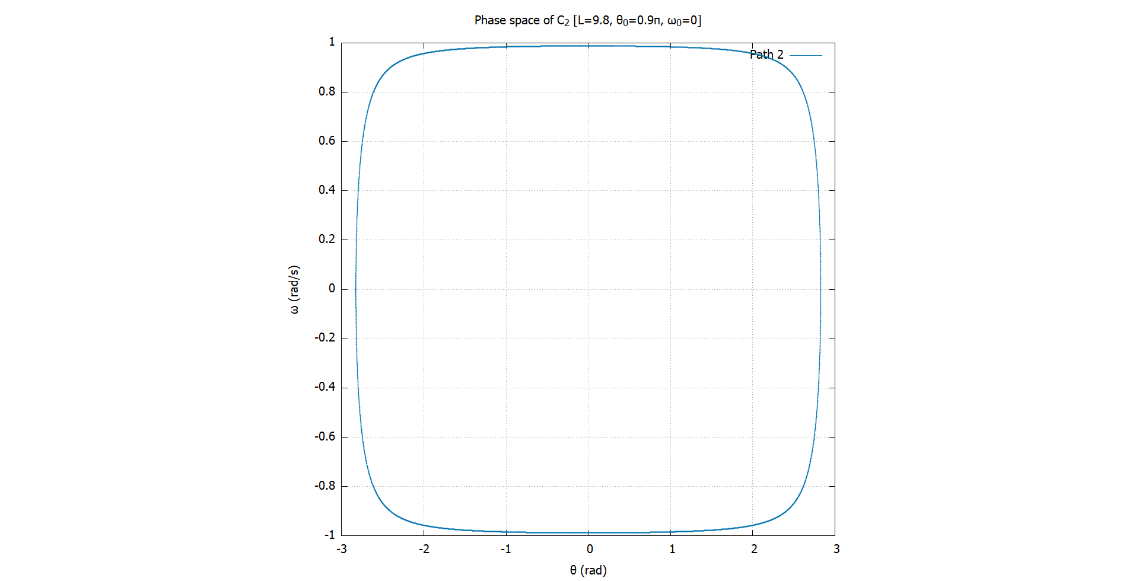 Phase space of C₂ [L=9.8, θ₀=0.9π, ω₀=0]
Path 2
1
0.8
0.6
0.4
0.2
0
-0.2
-0.4
-0.6
-0.8
-1
ω (rad/s)
-3 -2 -1 0 1 2 3
θ (rad)